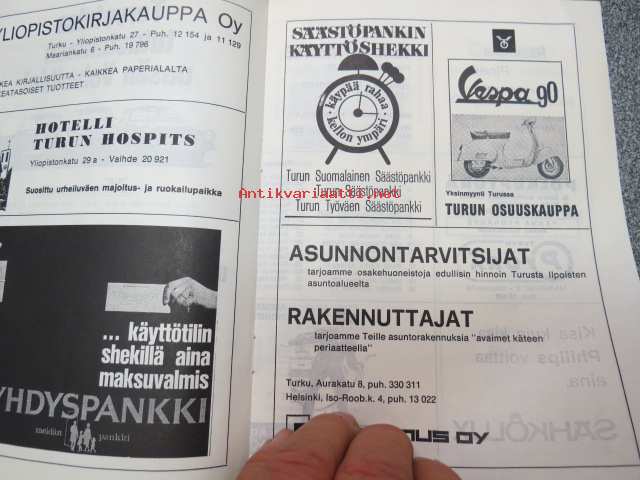 YLIOPISTOKIRJAKAUPPA Oy
Turku - Yliopistonkatu 27 - Puh. 12 154 ja 11 129
Maariankatu 6 - Puh. 19 796
KEA KIRJALLISUUTTA - KAIKKEA PAPERIALALTA
EATASOISET TUOTTEET
HOTELLI
TURUN HOSPITS
Yliopistonkatu 29 a - Vaihde 20 921
Suosittu urheiluväen majoitus- ja ruokailupaikka
... käyttötilin
shekillä aina
maksuvalmis
YHDYSPANKKI
meidän pankki
SÄÄSTÖPANKIN
KÄYTTÖSHEKKI
käypää rahaa
kellon ympäri
Turun Suomalainen Säästöpankki
Turun Säästöpankki
Turun Työväen Säästöpankki
Vespa 90
Yksinmyynti Turussa
TURUN OSUUSKAUPPA
Antikvariaatti.net
ASUNNONTARVITSIJAT
tarjoamme osakehuoneistoja edullisin hinnoin Turusta Ilpoisten
asuntoalueelta
RAKENNUTTAJAT
tarjoamme Teille asuntorakennuksia "avaimet käteen
periaatteella"
Turku, Aurakatu 8, puh. 330 311
Helsinki, Iso-Roob.k. 4, puh. 13 022
OY